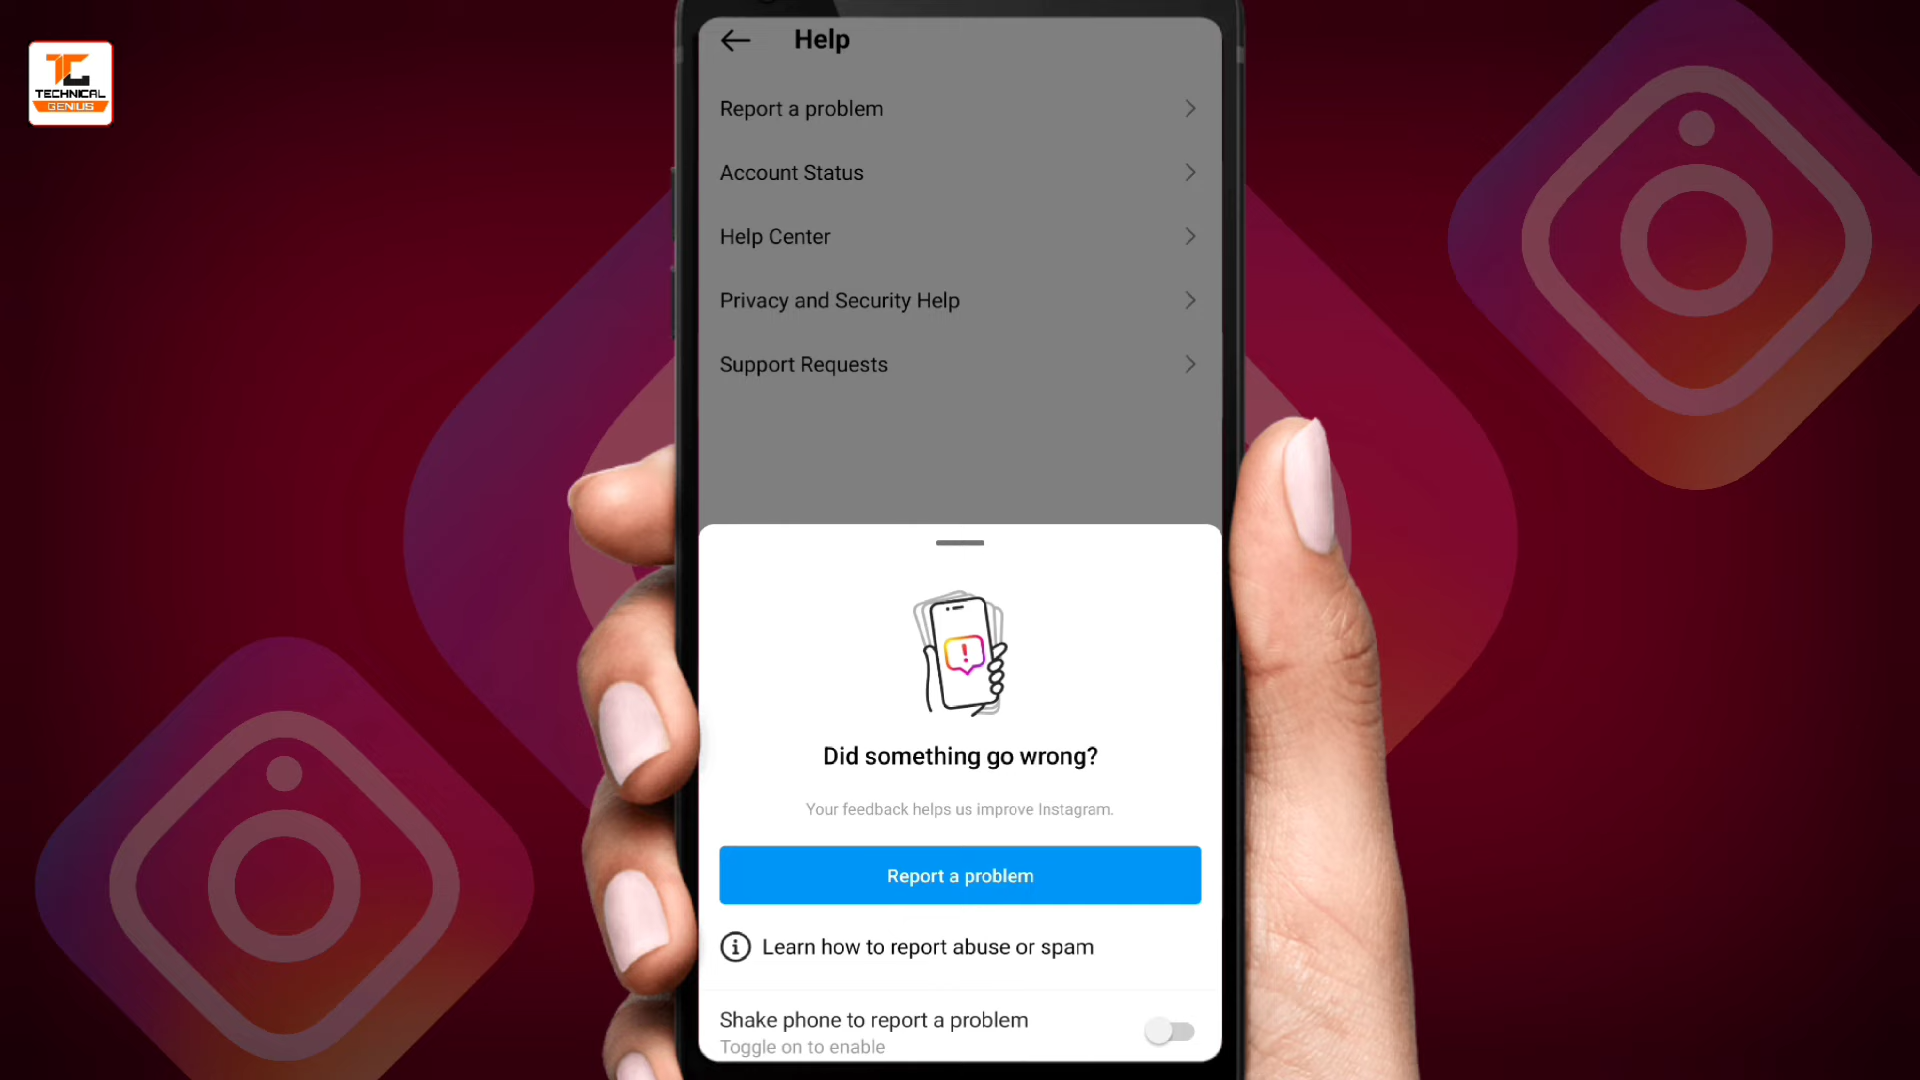 TECHNICAL
GENIUS
Help
Report a problem
Account Status
Help Center
Privacy and Security Help
Support Requests
Did something go wrong?
Your feedback helps us improve Instagram.
Report a problem
Learn how to report abuse or spam
Shake phone to report a problem
Toggle on to enable